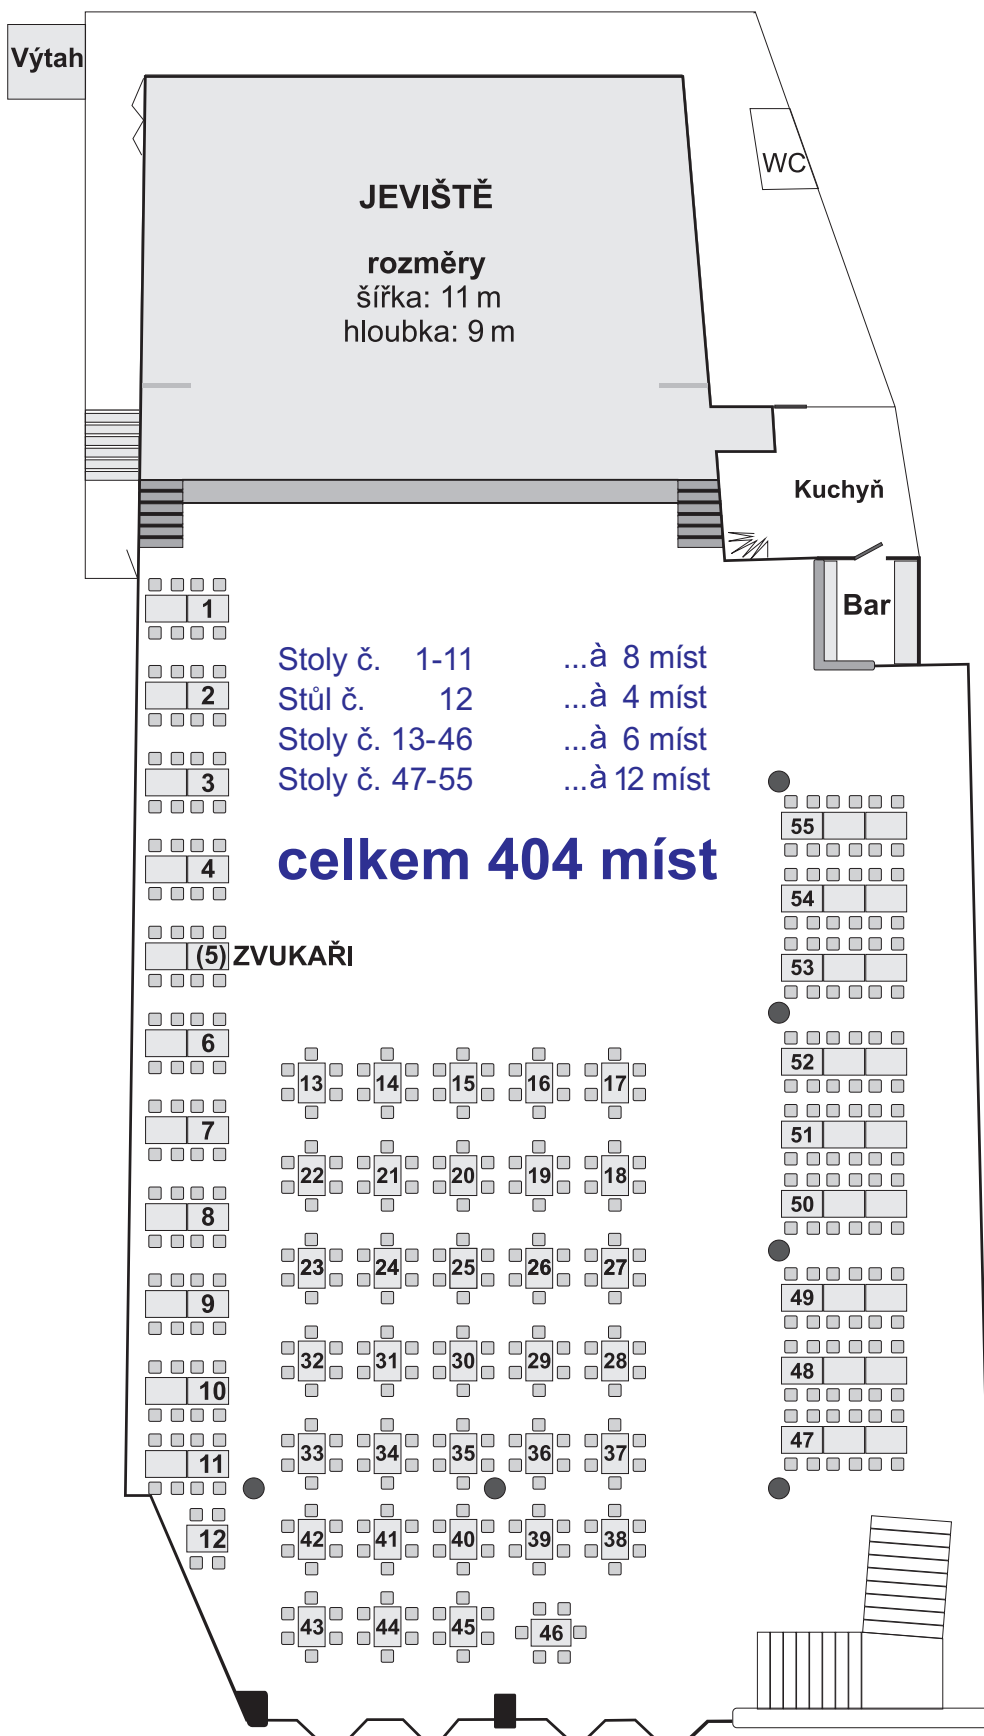 Výtah
WC
JEVIŠTĚ
rozměry
šířka: 11 m
hloubka: 9 m
Kuchyň
Bar
Stoly č. 1-11 ...à 8 míst
Stůl č. 12 ...à 4 míst
Stoly č. 13-46 ...à 6 míst
Stoly č. 47-55 ...à 12 míst
celkem 404 míst
1
2
3
4
(5) ZVUKAŘI
6
7
8
9
10
11
12
13 14 15 16 17
22 21 20 19 18
23 24 25 26 27
32 31 30 29 28
33 34 35 36 37
42 41 40 39 38
43 44 45 46
55
54
53
52
51
50
49
48
47